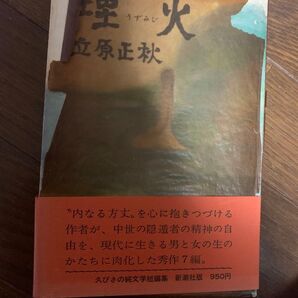 埋火
うずみび
立原正秋
“内なる方丈„を心に抱きつづける
作者が、中世の隠遁者の精神の自
由を、現代に生きる男と女の生の
かたちに肉化した秀作7編。
久びさの純文学短編集 新潮社版 950円